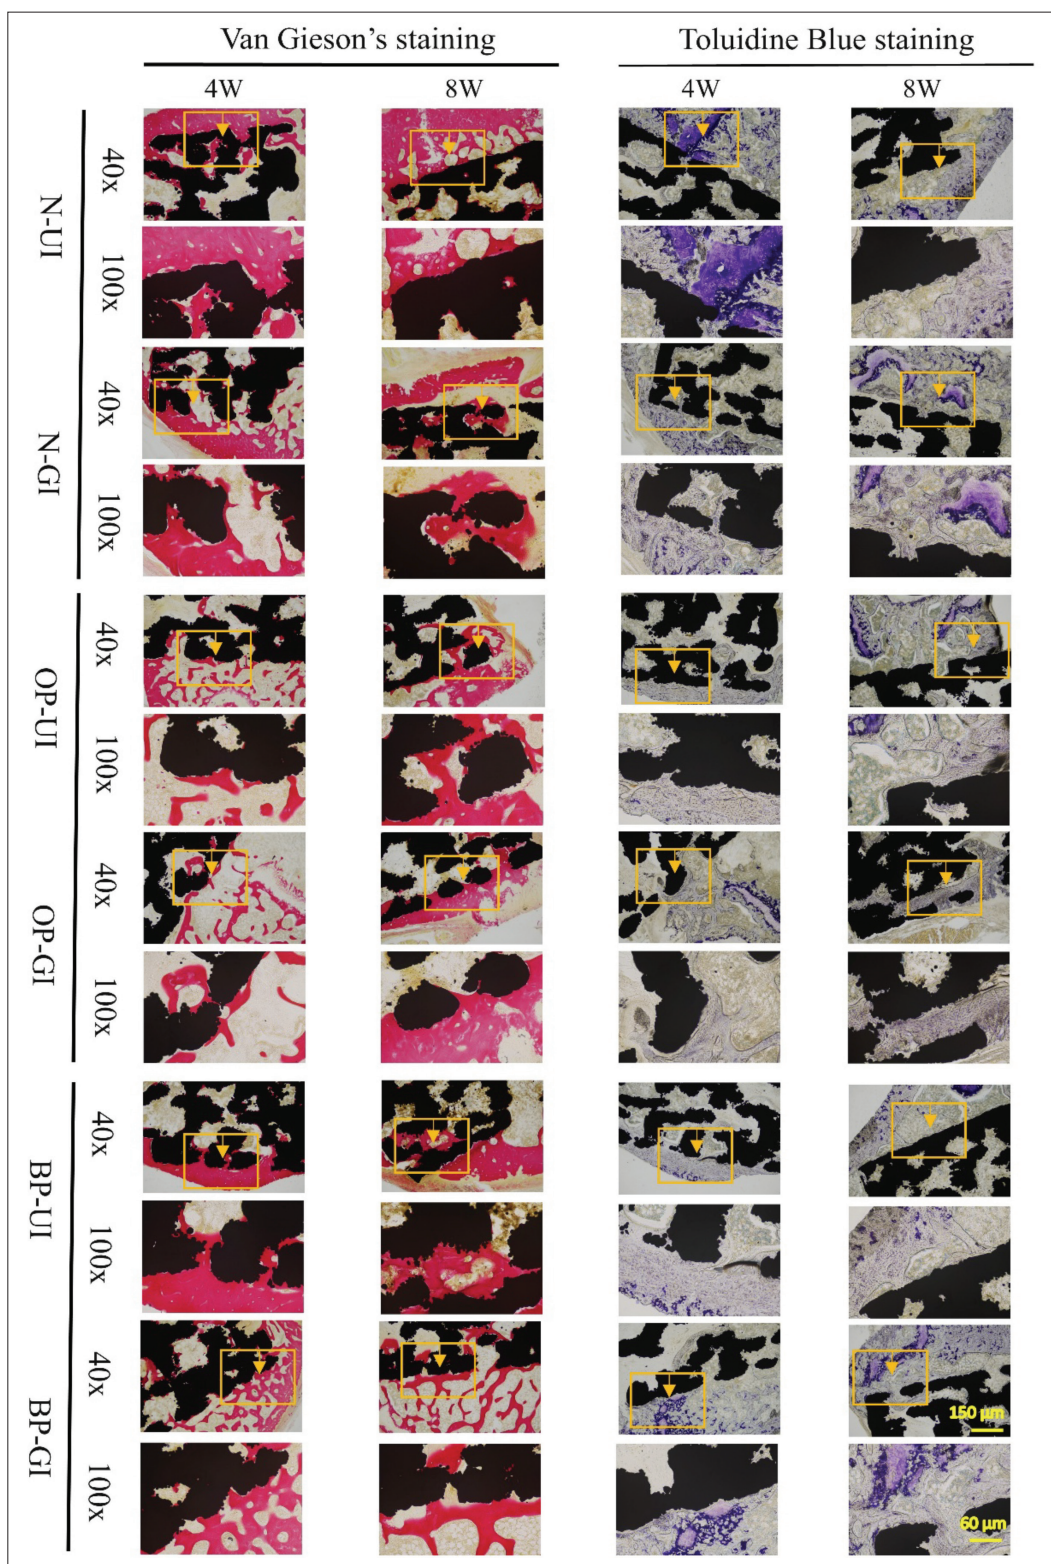 Van Gieson's staining
Toluidine Blue staining
4W
8W
4W
8W
N-UI
40x
100x
N-GI
40x
100x
OP-UI
40x
100x
OP-GI
40x
100x
BP-UI
40x
100x
BP-GI
40x
150 µm
100x
60 µm